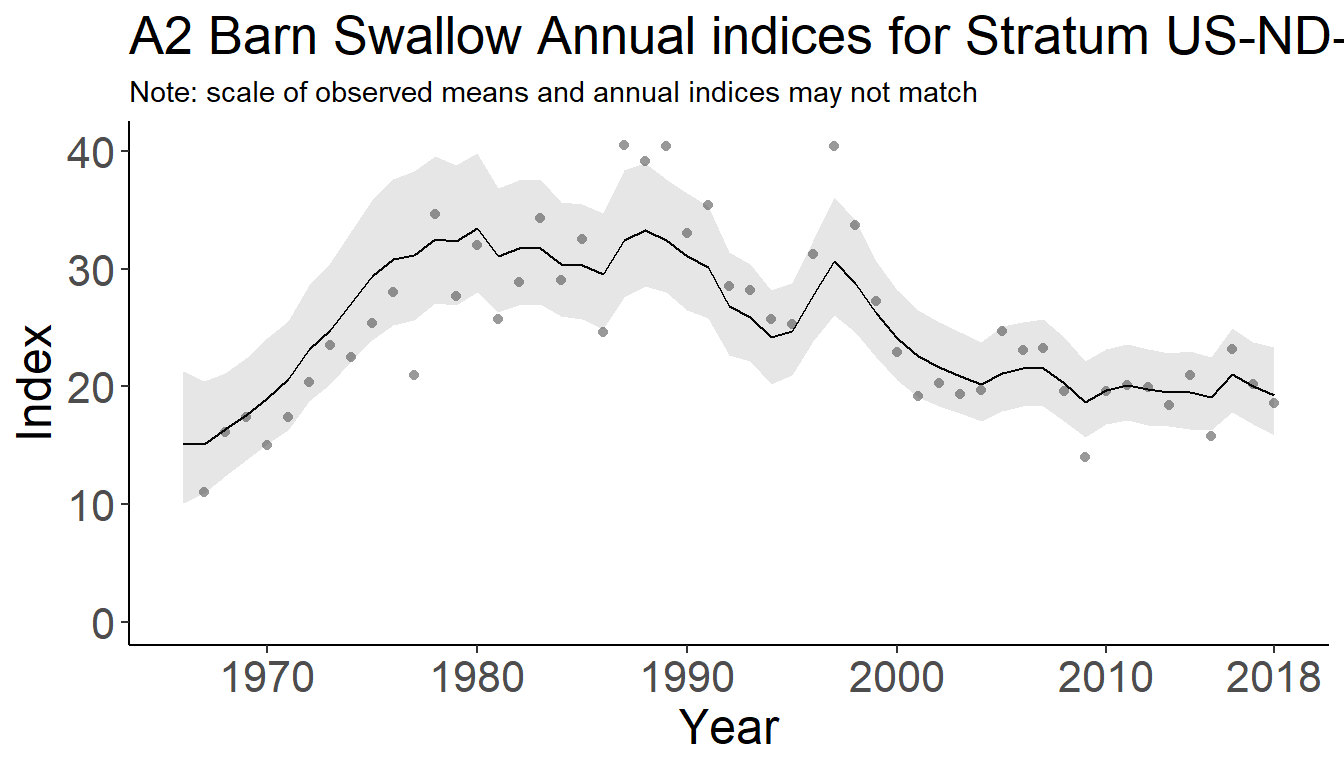 A2 Barn Swallow Annual indices for Stratum US-ND-
Note: scale of observed means and annual indices may not match
40
30
20
10
0
Index
1970 1980 1990 2000 2010 2018
Year